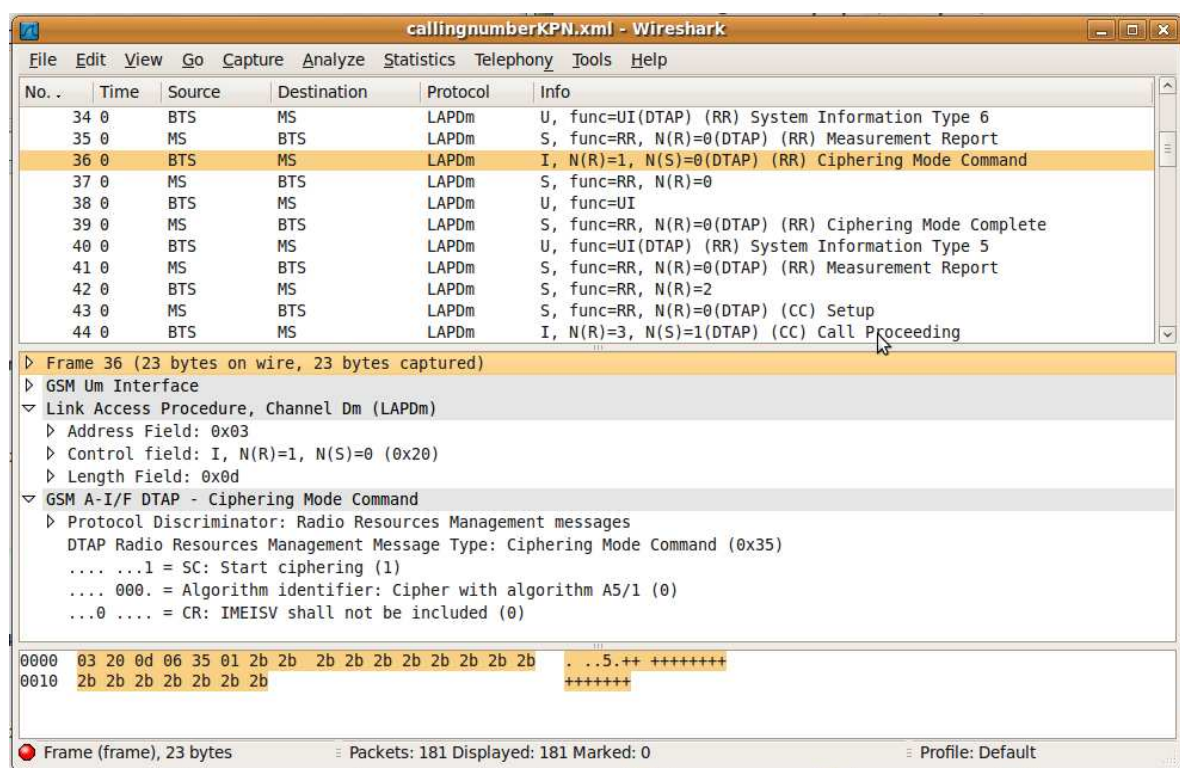 callingnumberKPN.xml - Wireshark
File Edit View Go Capture Analyze Statistics Telephony Tools Help
No. . Time Source Destination Protocol Info
34 0 BTS MS LAPDm U, func=UI(DTAP) (RR) System Information Type 6
35 0 MS BTS LAPDm S, func=RR, N(R)=0(DTAP) (RR) Measurement Report
36 0 BTS MS LAPDm I, N(R)=1, N(S)=0(DTAP) (RR) Ciphering Mode Command
37 0 MS BTS LAPDm S, func=RR, N(R)=0
38 0 BTS MS LAPDm U, func=UI
39 0 MS BTS LAPDm S, func=RR, N(R)=0(DTAP) (RR) Ciphering Mode Complete
40 0 BTS MS LAPDm U, func=UI(DTAP) (RR) System Information Type 5
41 0 MS BTS LAPDm S, func=RR, N(R)=0(DTAP) (RR) Measurement Report
42 0 BTS MS LAPDm S, func=RR, N(R)=2
43 0 MS BTS LAPDm S, func=RR, N(R)=0(DTAP) (CC) Setup
44 0 BTS MS LAPDm I, N(R)=3, N(S)=1(DTAP) (CC) Call Proceeding
Frame 36 (23 bytes on wire, 23 bytes captured)
GSM Um Interface
Link Access Procedure, Channel Dm (LAPDm)
Address Field: 0x03
Control field: I, N(R)=1, N(S)=0 (0x20)
Length Field: 0x0d
GSM A-I/F DTAP - Ciphering Mode Command
Protocol Discriminator: Radio Resources Management messages
DTAP Radio Resources Management Message Type: Ciphering Mode Command (0x35)
.... ...1 = SC: Start ciphering (1)
.... 000. = Algorithm identifier: Cipher with algorithm A5/1 (0)
...0 .... = CR: IMEISV shall not be included (0)
0000 03 20 0d 06 35 01 2b 2b 2b 2b 2b 2b 2b 2b 2b 2b . ..5.++ ++++++++
0010 2b 2b 2b 2b 2b 2b 2b +++++++
Frame (frame), 23 bytes Packets: 181 Displayed: 181 Marked: 0 Profile: Default